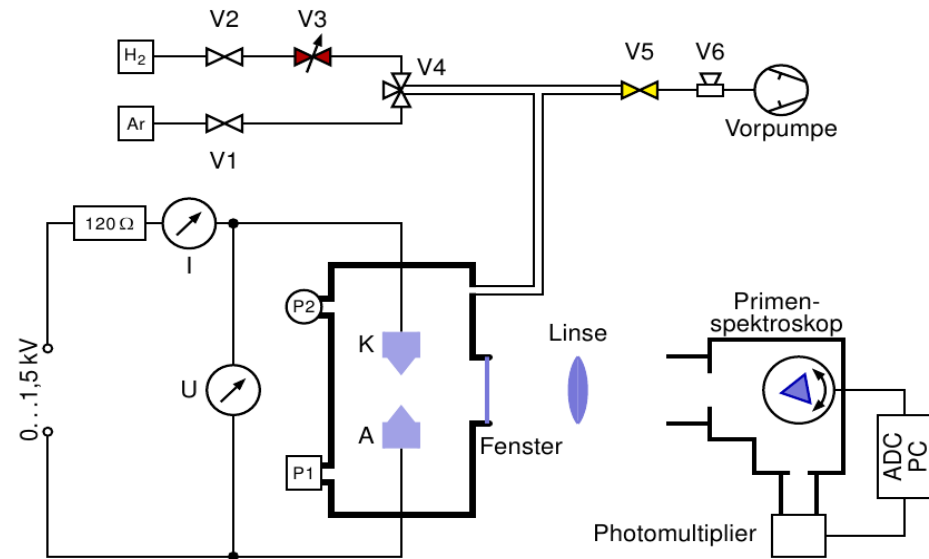 V2
V3
H2
V4
V5
V6
Ar
V1
Vorpumpe
120 Ω
I
P2
K
Linse
Primen-
spektroskop
0...1,5 kV
U
A
Fenster
P1
ADC
PC
Photomultiplier